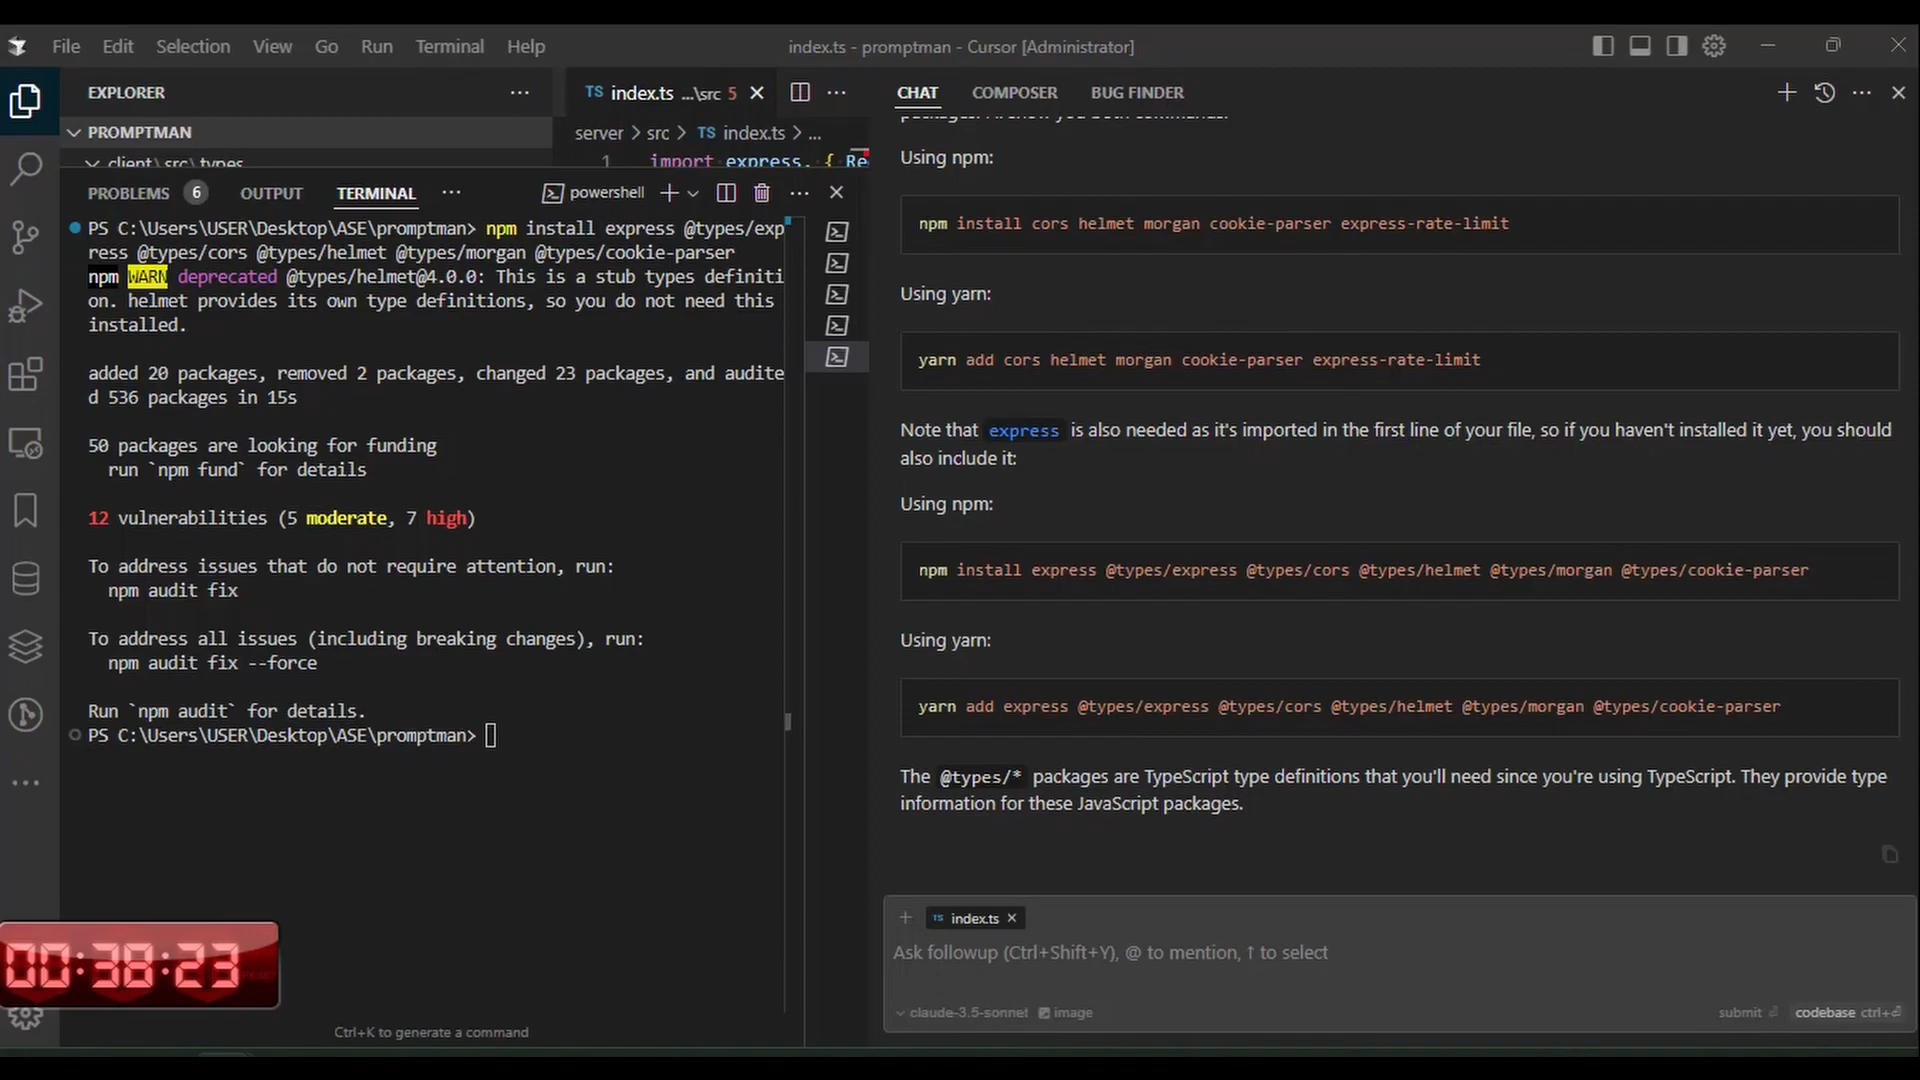 File Edit Selection View Go Run Terminal Help
index.ts - promptman - Cursor [Administrator]
EXPLORER
PROMPTMAN
client\src\types
TS index.ts ...\src 5
server > src > TS index.ts > ...
1 import express, { Re
PROBLEMS 6 OUTPUT TERMINAL
powershell
PS C:\Users\USER\Desktop\ASE\promptman> npm install express @types/exp
ress @types/cors @types/helmet @types/morgan @types/cookie-parser
npm WARN deprecated @types/helmet@4.0.0: This is a stub types definiti
on. helmet provides its own type definitions, so you do not need this
installed.
added 20 packages, removed 2 packages, changed 23 packages, and audite
d 536 packages in 15s
50 packages are looking for funding
run `npm fund` for details
12 vulnerabilities (5 moderate, 7 high)
To address issues that do not require attention, run:
npm audit fix
To address all issues (including breaking changes), run:
npm audit fix --force
Run `npm audit` for details.
PS C:\Users\USER\Desktop\ASE\promptman>
Ctrl+K to generate a command
00:38:23
CHAT COMPOSER BUG FINDER
Using npm:
npm install cors helmet morgan cookie-parser express-rate-limit
Using yarn:
yarn add cors helmet morgan cookie-parser express-rate-limit
Note that express is also needed as it's imported in the first line of your file, so if you haven't installed it yet, you should
also include it:
Using npm:
npm install express @types/express @types/cors @types/helmet @types/morgan @types/cookie-parser
Using yarn:
yarn add express @types/express @types/cors @types/helmet @types/morgan @types/cookie-parser
The @types/* packages are TypeScript type definitions that you'll need since you're using TypeScript. They provide type
information for these JavaScript packages.
TS index.ts
Ask followup (Ctrl+Shift+Y), @ to mention, ↑ to select
claude-3.5-sonnet image
submit codebase ctrl+⏎